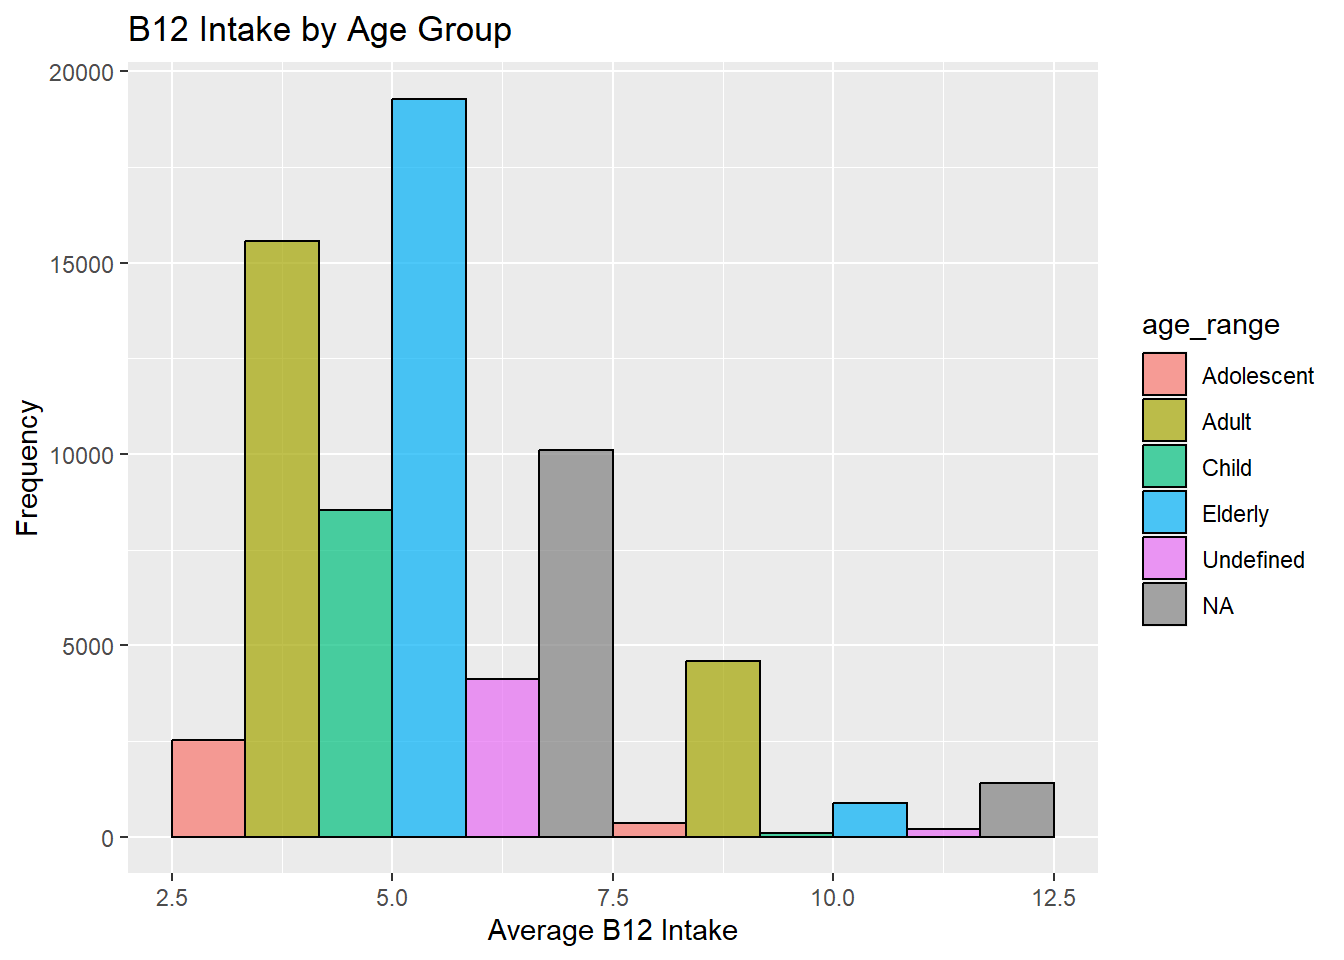 B12 Intake by Age Group
20000
15000
10000
5000
0
Frequency
2.5 5.0 7.5 10.0 12.5
Average B12 Intake
age_range
Adolescent
Adult
Child
Elderly
Undefined
NA